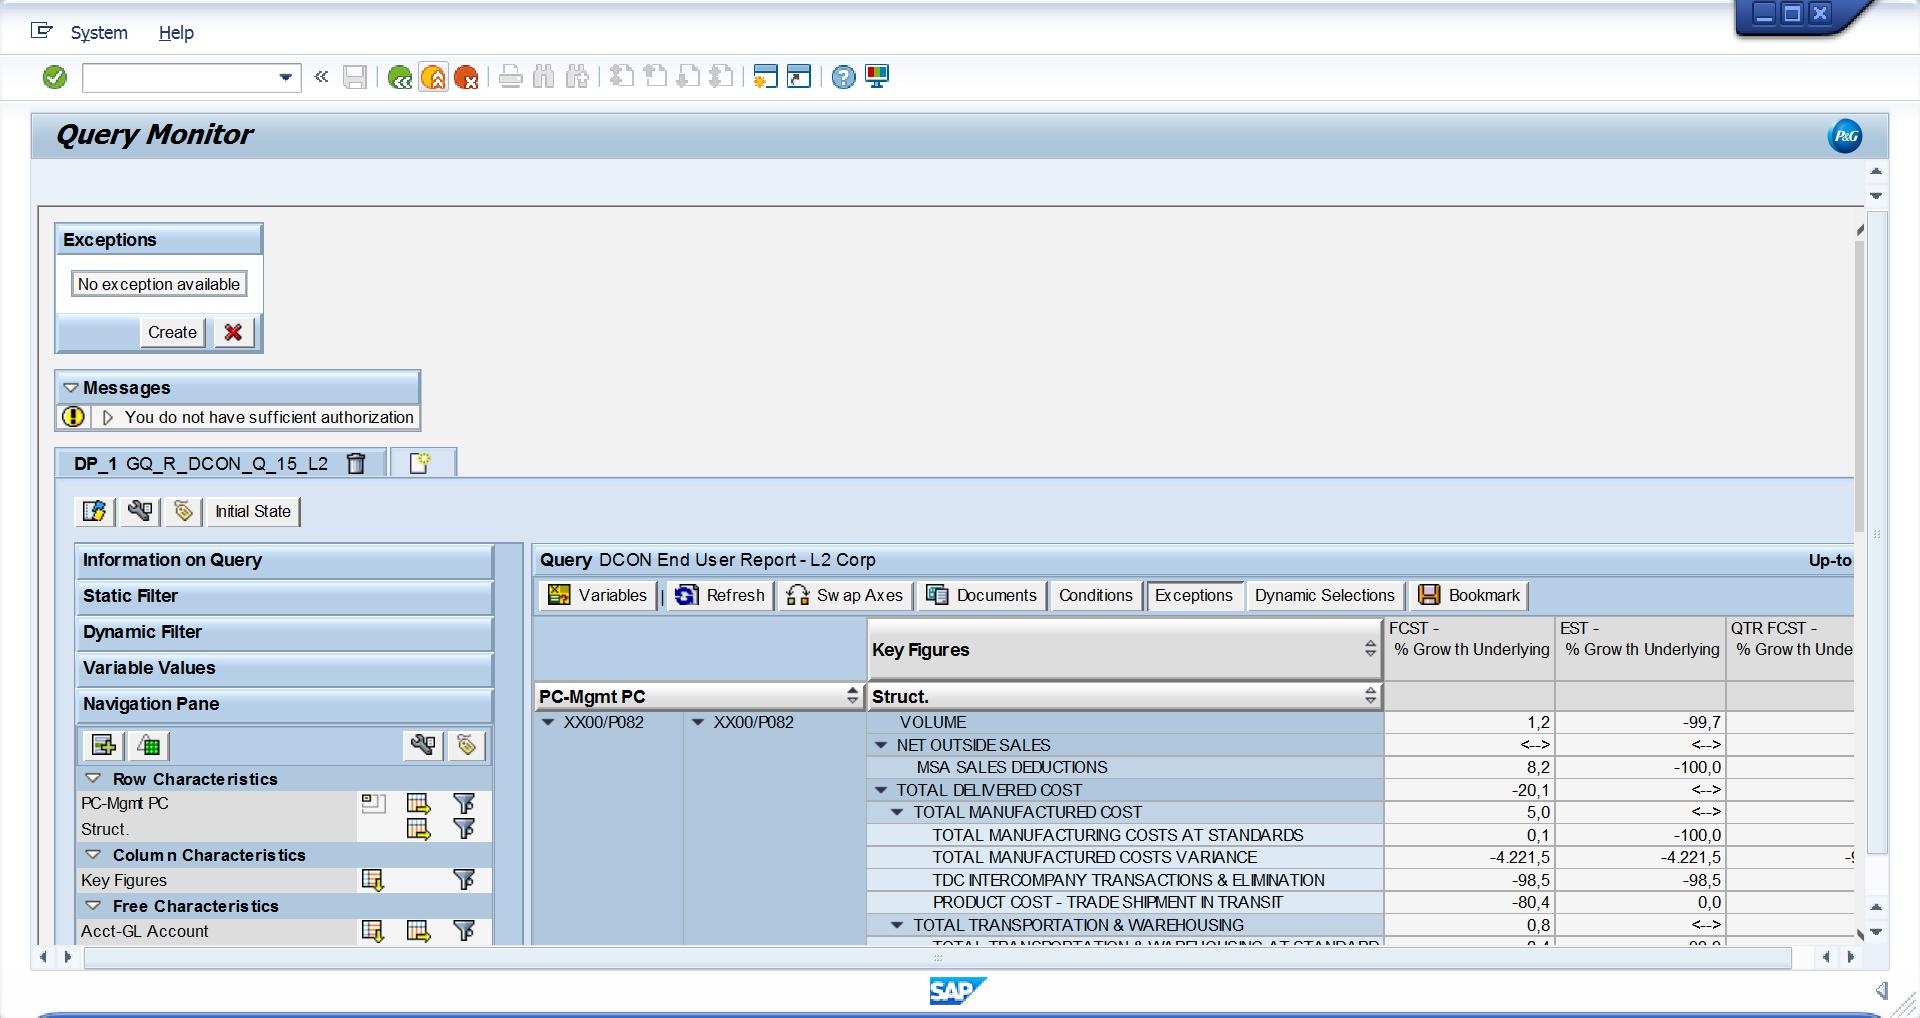 System Help
Query Monitor
P&G
Exceptions
No exception available
Create
Messages
You do not have sufficient authorization
DP_1 GQ_R_DCON_Q_15_L2
Initial State
Information on Query
Static Filter
Dynamic Filter
Variable Values
Navigation Pane
Row Characteristics
PC-Mgmt PC
Struct.
Column Characteristics
Key Figures
Free Characteristics
Acct-GL Account
Query DCON End User Report - L2 Corp Up-to
Variables | Refresh Swap Axes Documents Conditions Exceptions Dynamic Selections Bookmark
Key Figures FCST - % Growth Underlying EST - % Growth Underlying QTR FCST - % Growth Unde
PC-Mgmt PC Struct.
XX00/P082 XX00/P082 VOLUME 1,2 -99,7
NET OUTSIDE SALES <--> <-->
MSA SALES DEDUCTIONS 8,2 -100,0
TOTAL DELIVERED COST -20,1 <-->
TOTAL MANUFACTURED COST 5,0 <-->
TOTAL MANUFACTURING COSTS AT STANDARDS 0,1 -100,0
TOTAL MANUFACTURED COSTS VARIANCE -4.221,5 -4.221,5
TDC INTERCOMPANY TRANSACTIONS & ELIMINATION -98,5 -98,5
PRODUCT COST - TRADE SHIPMENT IN TRANSIT -80,4 0,0
TOTAL TRANSPORTATION & WAREHOUSING 0,8 <-->
TOTAL TRANSPORTATION & WAREHOUSING AT STANDARD
SAP